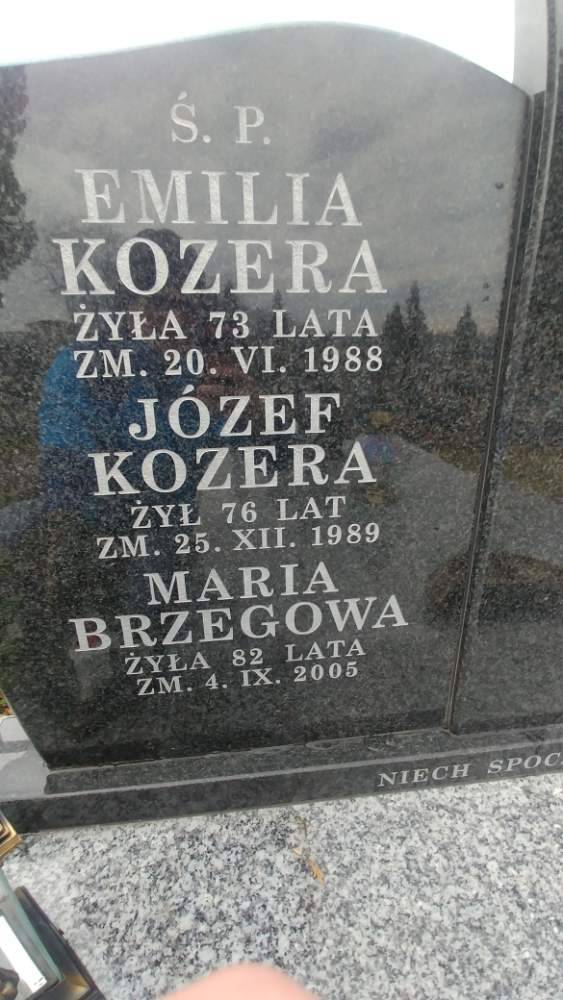 Ś. P.
EMILIA
KOZERA
ŻYŁA 73 LATA
ZM. 20. VI. 1988
JÓZEF
KOZERA
ŻYŁ 76 LAT
ZM. 25. XII. 1989
MARIA
BRZEGOWA
ŻYŁA 82 LATA
ZM. 4. IX. 2005
NIECH